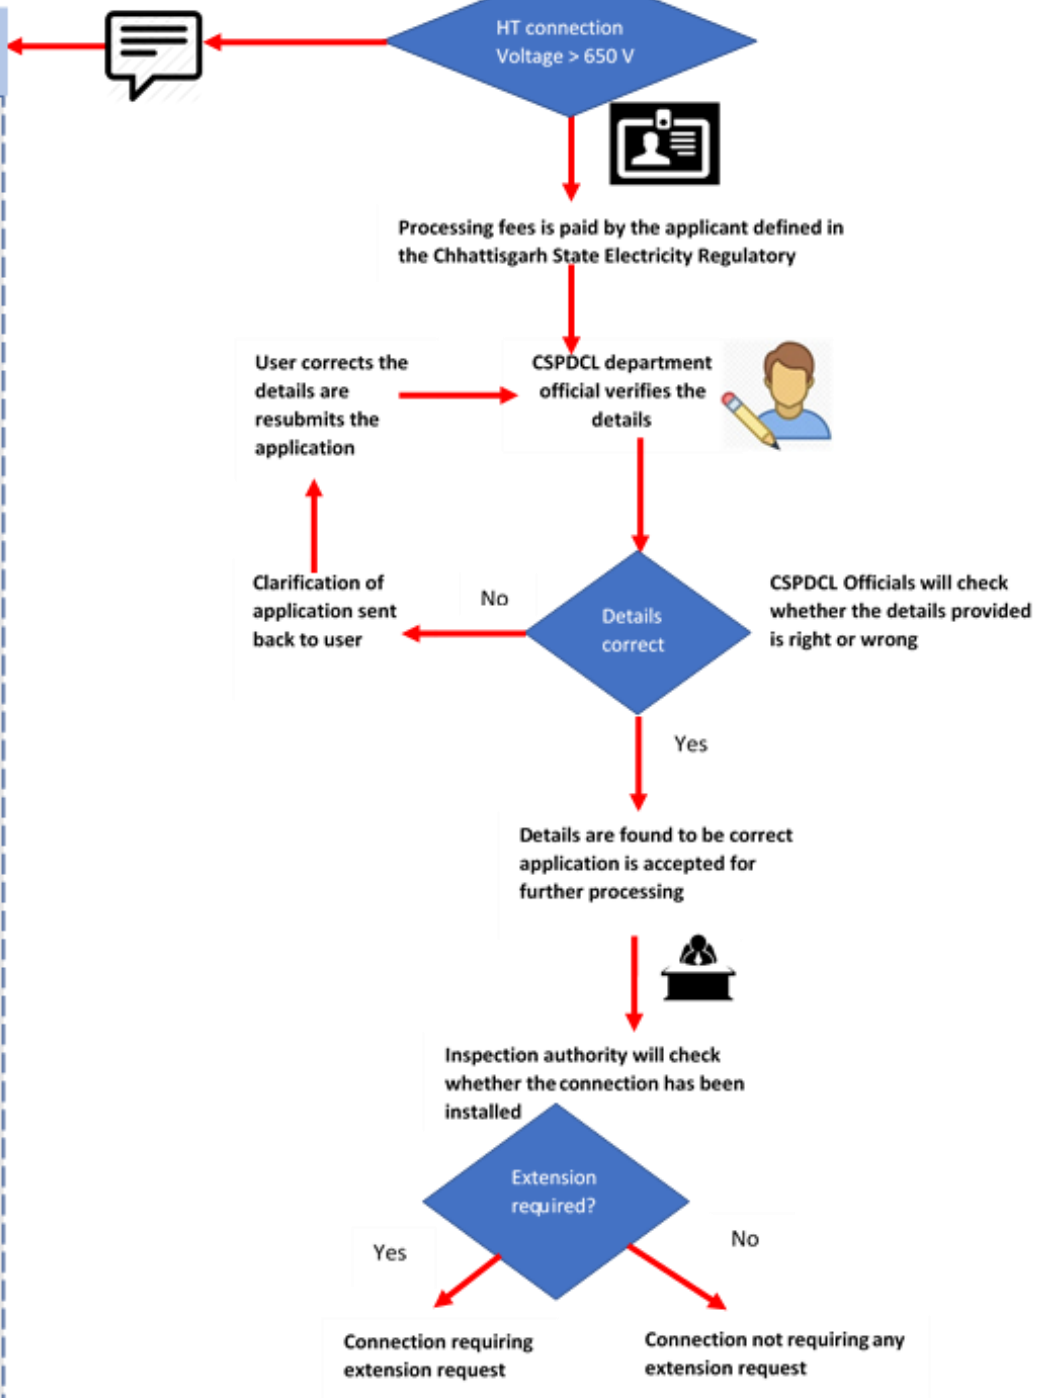 HT connection
Voltage > 650 V
Processing fees is paid by the applicant defined in
the Chhattisgarh State Electricity Regulatory
User corrects the
details are
resubmits the
application
CSPDCL department
official verifies the
details
Clarification of
application sent
back to user
No
Details
correct
CSPDCL Officials will check
whether the details provided
is right or wrong
Yes
Details are found to be correct
application is accepted for
further processing
Inspection authority will check
whether the connection has been
installed
Extension
required?
Yes
No
Connection requiring
extension request
Connection not requiring any
extension request